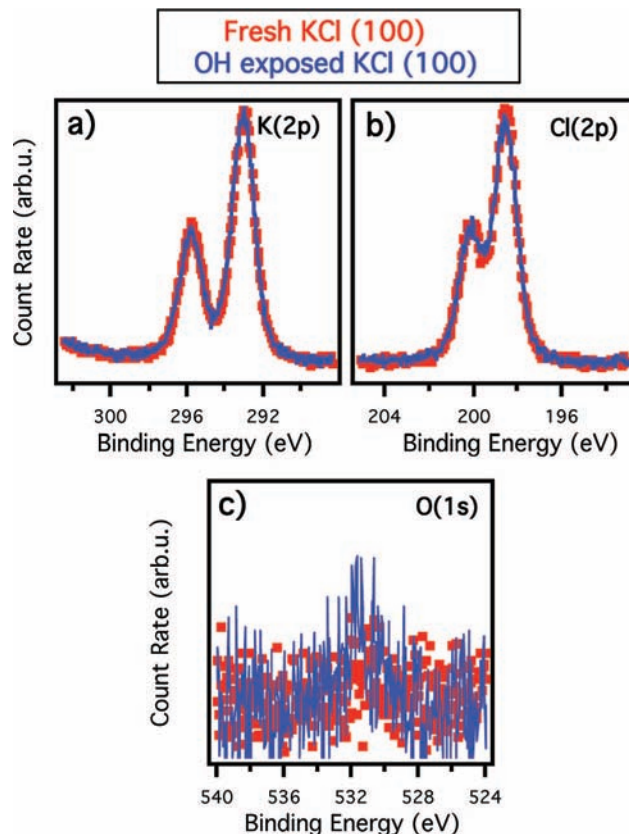 Fresh KCl (100)
OH exposed KCl (100)
a)
K(2p)
b)
Cl(2p)
Count Rate (arb.u.)
300
296
292
204
200
196
Binding Energy (eV)
Binding Energy (eV)
c)
O(1s)
Count Rate (arb.u.)
540
536
532
528
524
Binding Energy (eV)